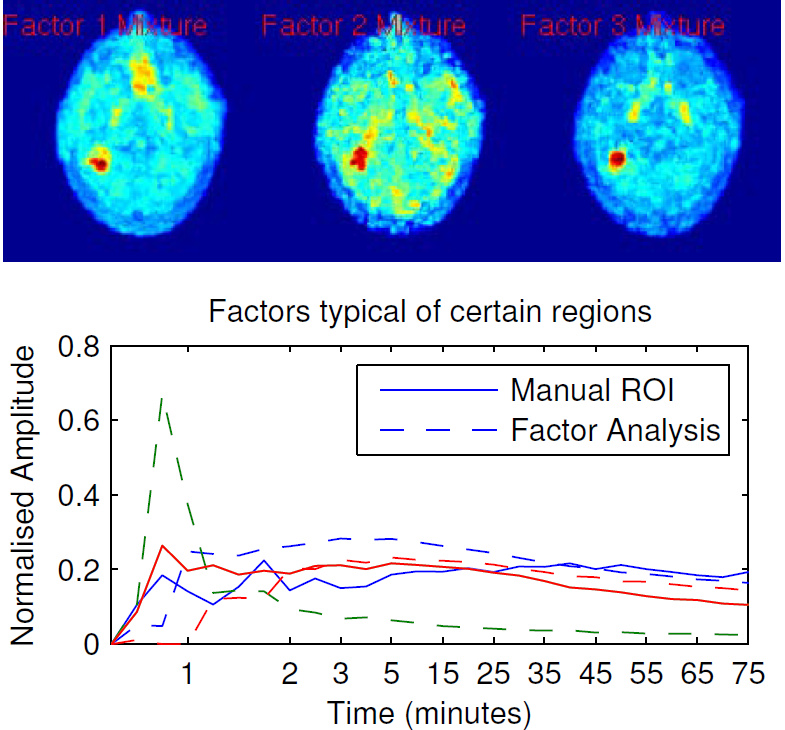 Factor 1 Mixture
Factor 2 Mixture
Factor 3 Mixture
Factors typical of certain regions
Normalised Amplitude
0.8
0.6
0.4
0.2
0
Manual ROI
Factor Analysis
1 2 3 5 15 25 35 45 55 65 75
Time (minutes)